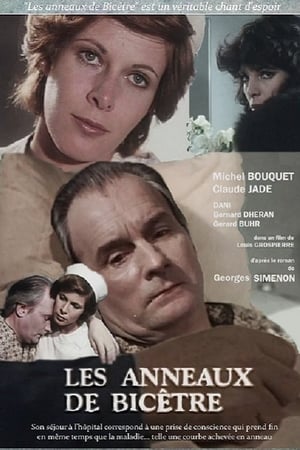 "Les anneaux de Bicêtre" est un véritable chant d'espoir
Michel BOUQUET
Claude JADE
DANI
Bernard DHERAN
Gerard BUHR
dans un film de
LOUIS GROSPIERRE
d'après le roman de
Georges SIMENON
LES ANNEAUX
DE BICÊTRE
Son séjour à l'hôpital correspond à une prise de conscience qui prend fin
en même temps que la maladie... telle une courbe achevée en anneau